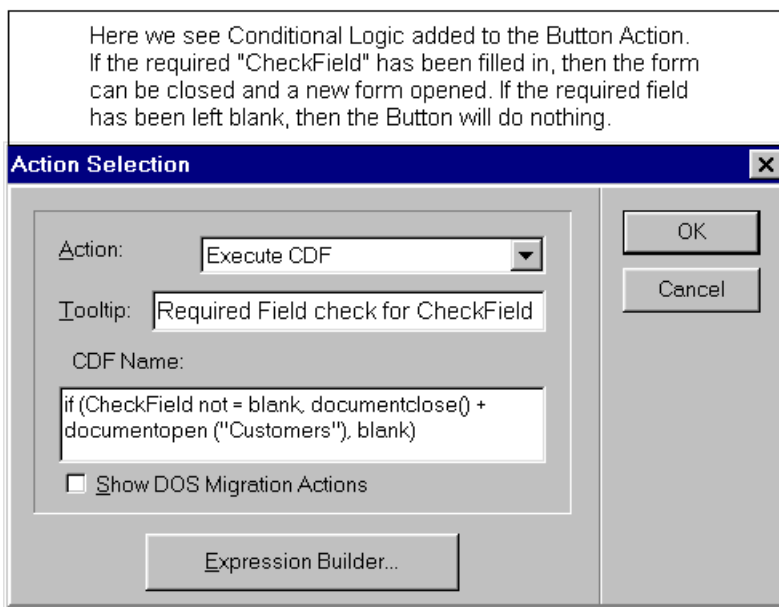 Here we see Conditional Logic added to the Button Action.
If the required "CheckField" has been filled in, then the form
can be closed and a new form opened. If the required field
has been left blank, then the Button will do nothing.
Action Selection
Action:
Execute CDF
OK
Tooltip:
Required Field check for CheckField
Cancel
CDF Name:
if (CheckField not = blank, documentclose() +
documentopen ("Customers"), blank)
Show DOS Migration Actions
Expression Builder...